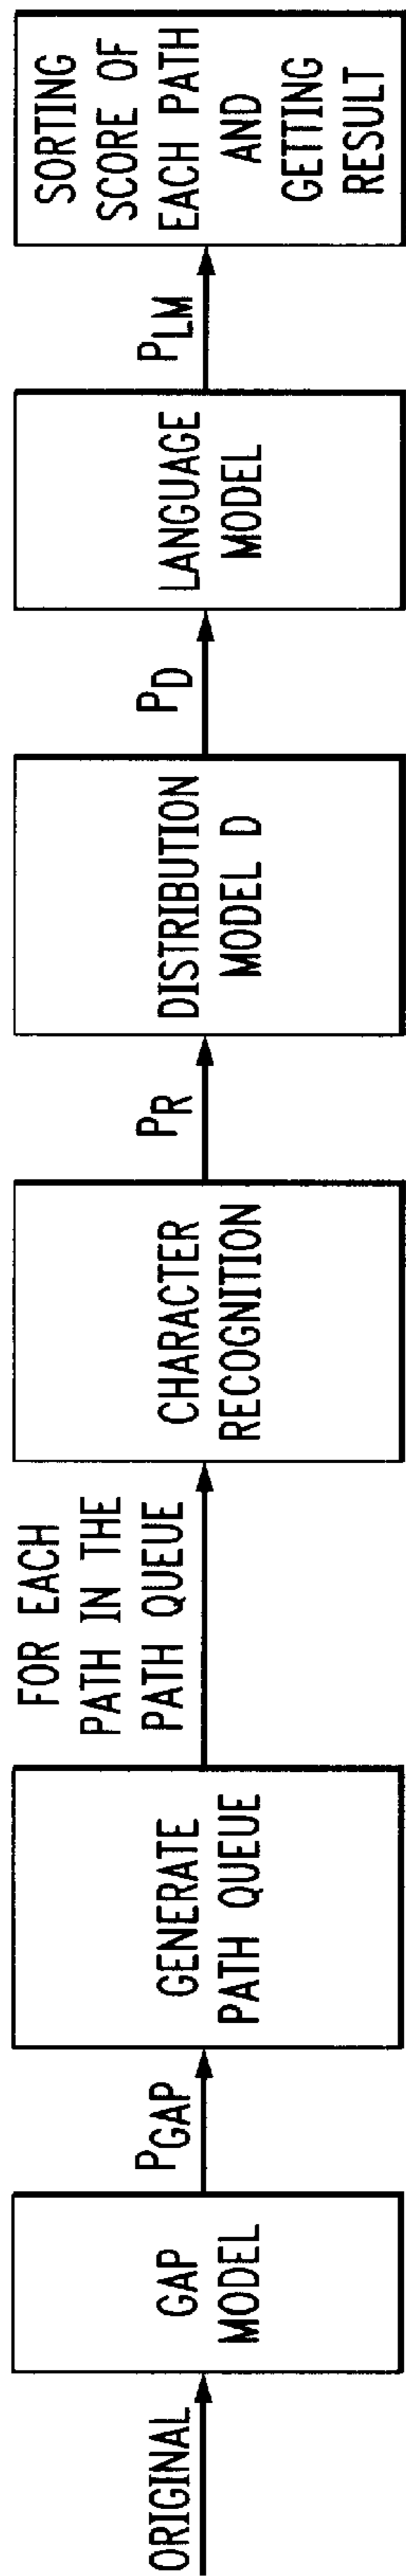 ORIGINAL
GAP
MODEL
PGAP
GENERATE
PATH QUEUE
FOR EACH
PATH IN THE
PATH QUEUE
CHARACTER
RECOGNITION
PR
DISTRIBUTION
MODEL D
PD
LANGUAGE
MODEL
PLM
SORTING
SCORE OF
EACH PATH
AND
GETTING
RESULT